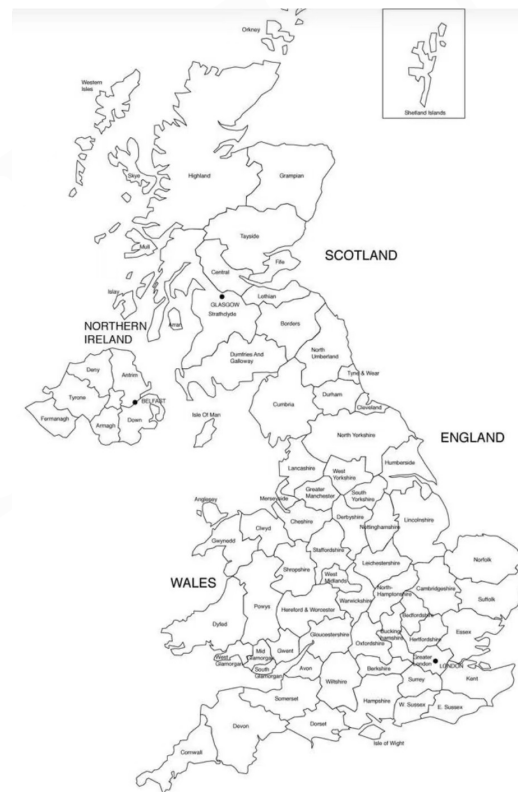 Orkney
Shetland Islands
Western
Isles
Skye
Highland
Grampian
Mull
Tayside
SCOTLAND
Fife
Central
Islay
GLASGOW
Lothian
Strathclyde
Arran
Borders
NORTHERN
IRELAND
North
Umberland
Dumfries And
Galloway
Antrim
Tyne & Wear
Tyrone
BELFAST
Durham
Cumbria
Cleveland
Isle Of Man
Fermanagh
Armagh
Down
North Yorkshire
ENGLAND
Humberside
Lancashire
West
Yorkshire
Greater
Manchester
South
Yorkshire
Anglesey
Merseyside
Cheshire
Derbyshire
Nottinghamshire
Lincolnshire
Clwyd
Gwynedd
Staffordshire
Norfolk
Leichestershire
Shropshire
West
Midlands
WALES
North-
Hamptonshire
Cambridgeshire
Suffolk
Powys
Warwickshire
Hereford & Worcester
Bedfordshire
Dyfed
Gloucestershire
Bucking
hamshire
Hertfordshire
Essex
Oxfordshire
Mid
Glamorgan
Gwant
West
Glamorgan
Greater
London
LONDON
South
Glamorgan
Avon
Berkshire
Surrey
Kent
Wiltshire
Somerset
Hampshire
W. Sussex
E. Sussex
Devon
Dorset
Isle of Wight
Cornwall